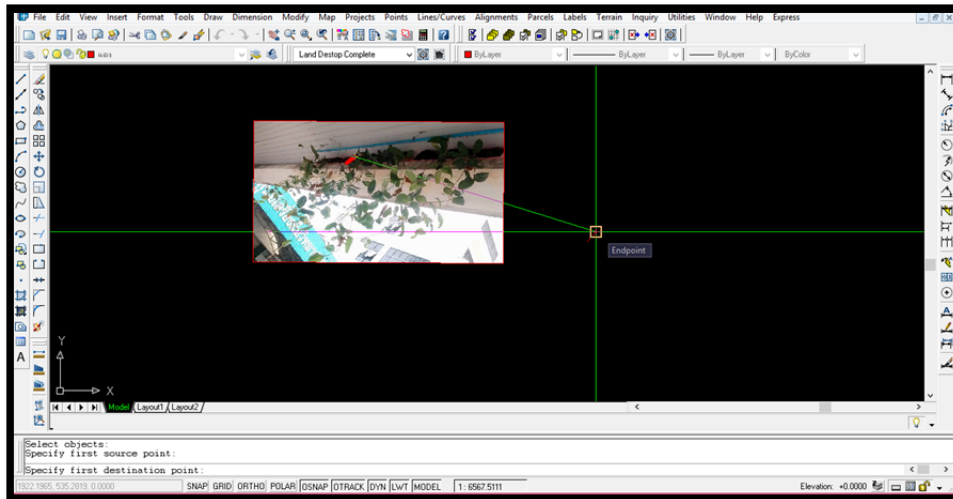 File Edit View Insert Format Tools Draw Dimension Modify Map Projects Points Lines/Curves Alignments Parcels Labels Terrain Inquiry Utilities Window Help Express
Land Destop Complete
ByLayer ByLayer ByLayer ByColor
Endpoint
Y
X
Model Layout1 Layout2
Select objects:
Specify first source point:
Specify first destination point:
1922.1965, 535.2819, 0.0000 SNAP GRID ORTHO POLAR OSNAP OTRACK DYN LWT MODEL 1 : 6567.5111 Elevation: +0.0000